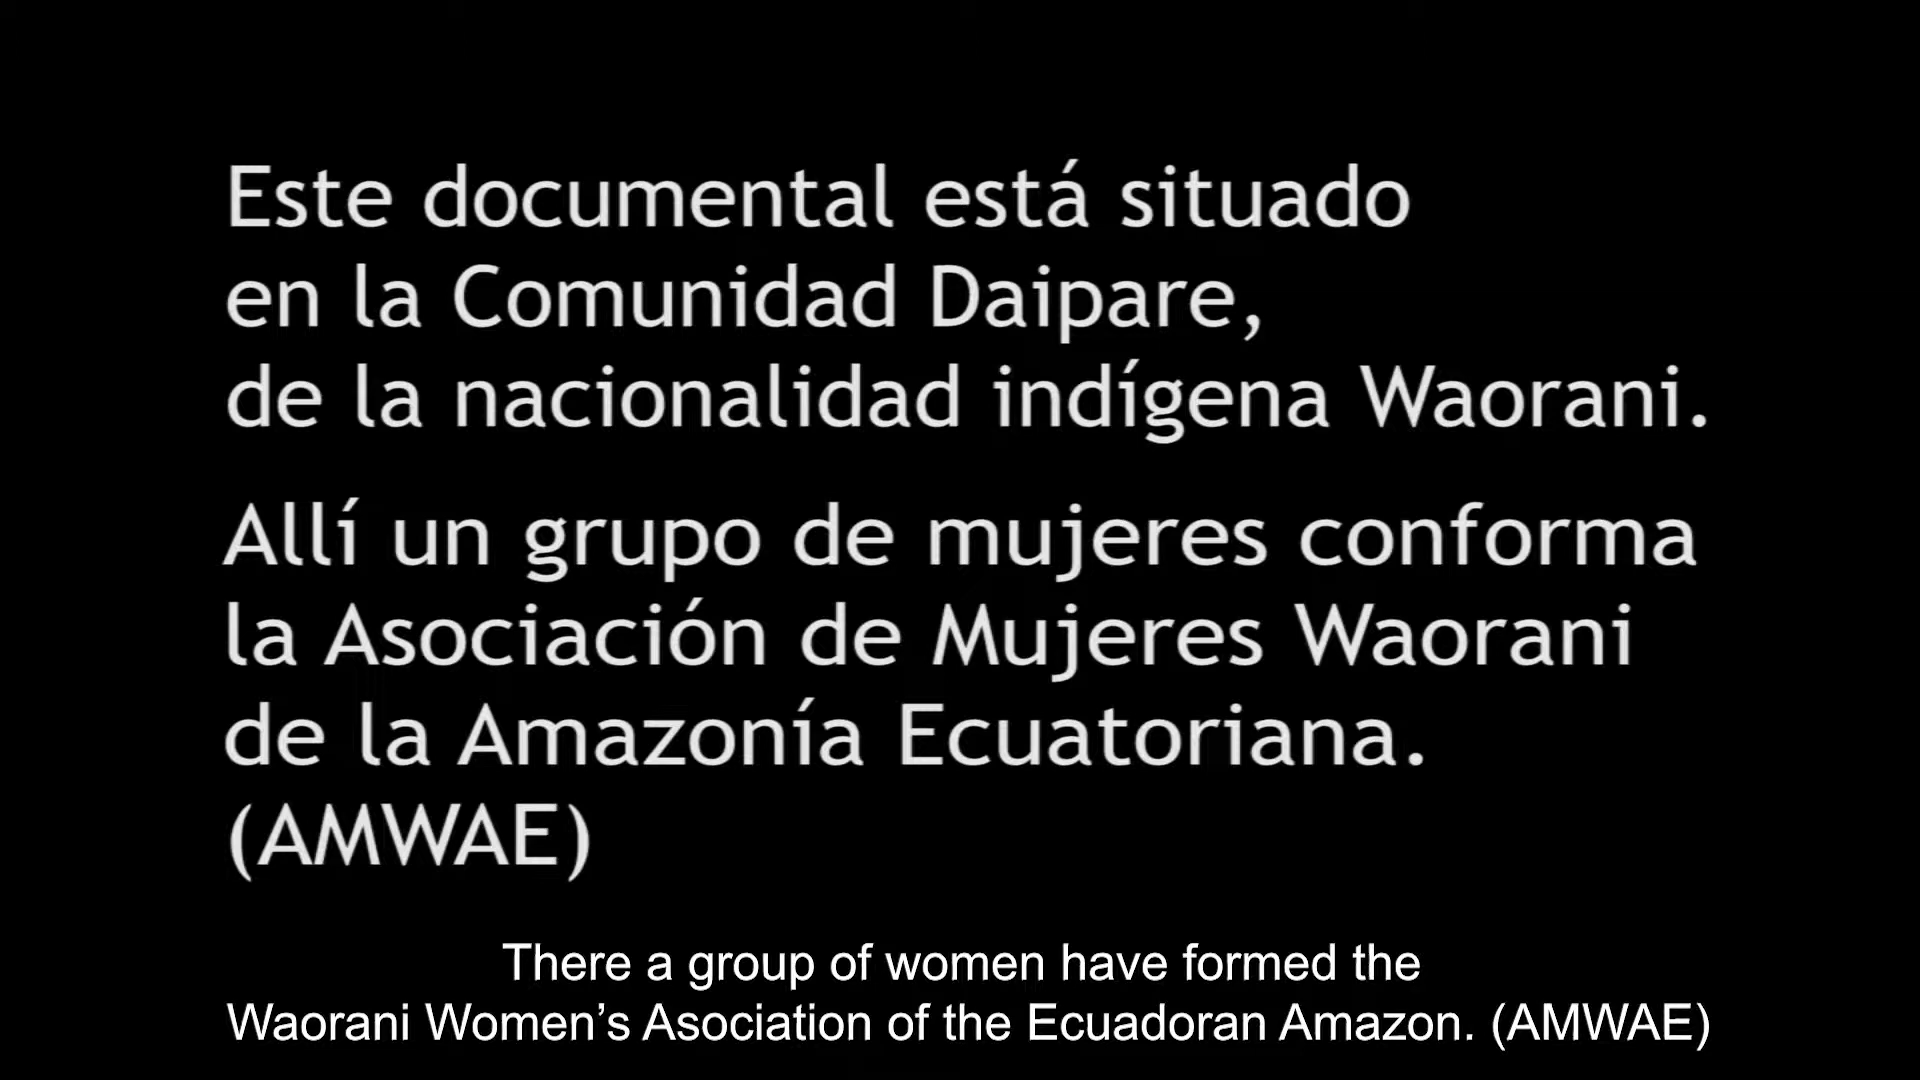 Este documental está situado
en la Comunidad Daipare,
de la nacionalidad indígena Waorani.
Allí un grupo de mujeres conforma
la Asociación de Mujeres Waorani
de la Amazonía Ecuatoriana.
(AMWAE)
There a group of women have formed the
Waorani Women’s Asociation of the Ecuadoran Amazon. (AMWAE)